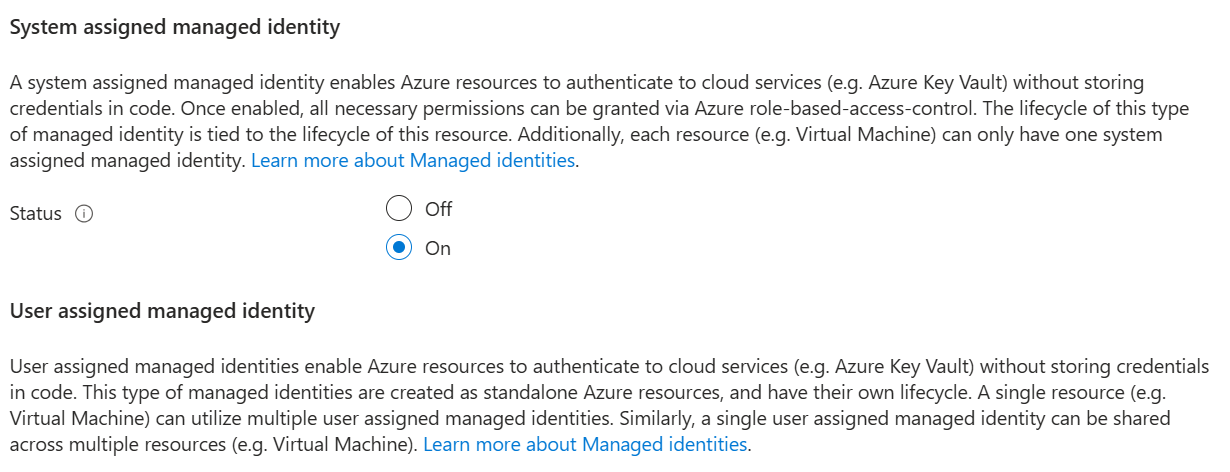 System assigned managed identity
A system assigned managed identity enables Azure resources to authenticate to cloud services (e.g. Azure Key Vault) without storing
credentials in code. Once enabled, all necessary permissions can be granted via Azure role-based-access-control. The lifecycle of this type
of managed identity is tied to the lifecycle of this resource. Additionally, each resource (e.g. Virtual Machine) can only have one system
assigned managed identity. Learn more about Managed identities.
Status
Off
On
User assigned managed identity
User assigned managed identities enable Azure resources to authenticate to cloud services (e.g. Azure Key Vault) without storing credentials
in code. This type of managed identities are created as standalone Azure resources, and have their own lifecycle. A single resource (e.g.
Virtual Machine) can utilize multiple user assigned managed identities. Similarly, a single user assigned managed identity can be shared
across multiple resources (e.g. Virtual Machine). Learn more about Managed identities.